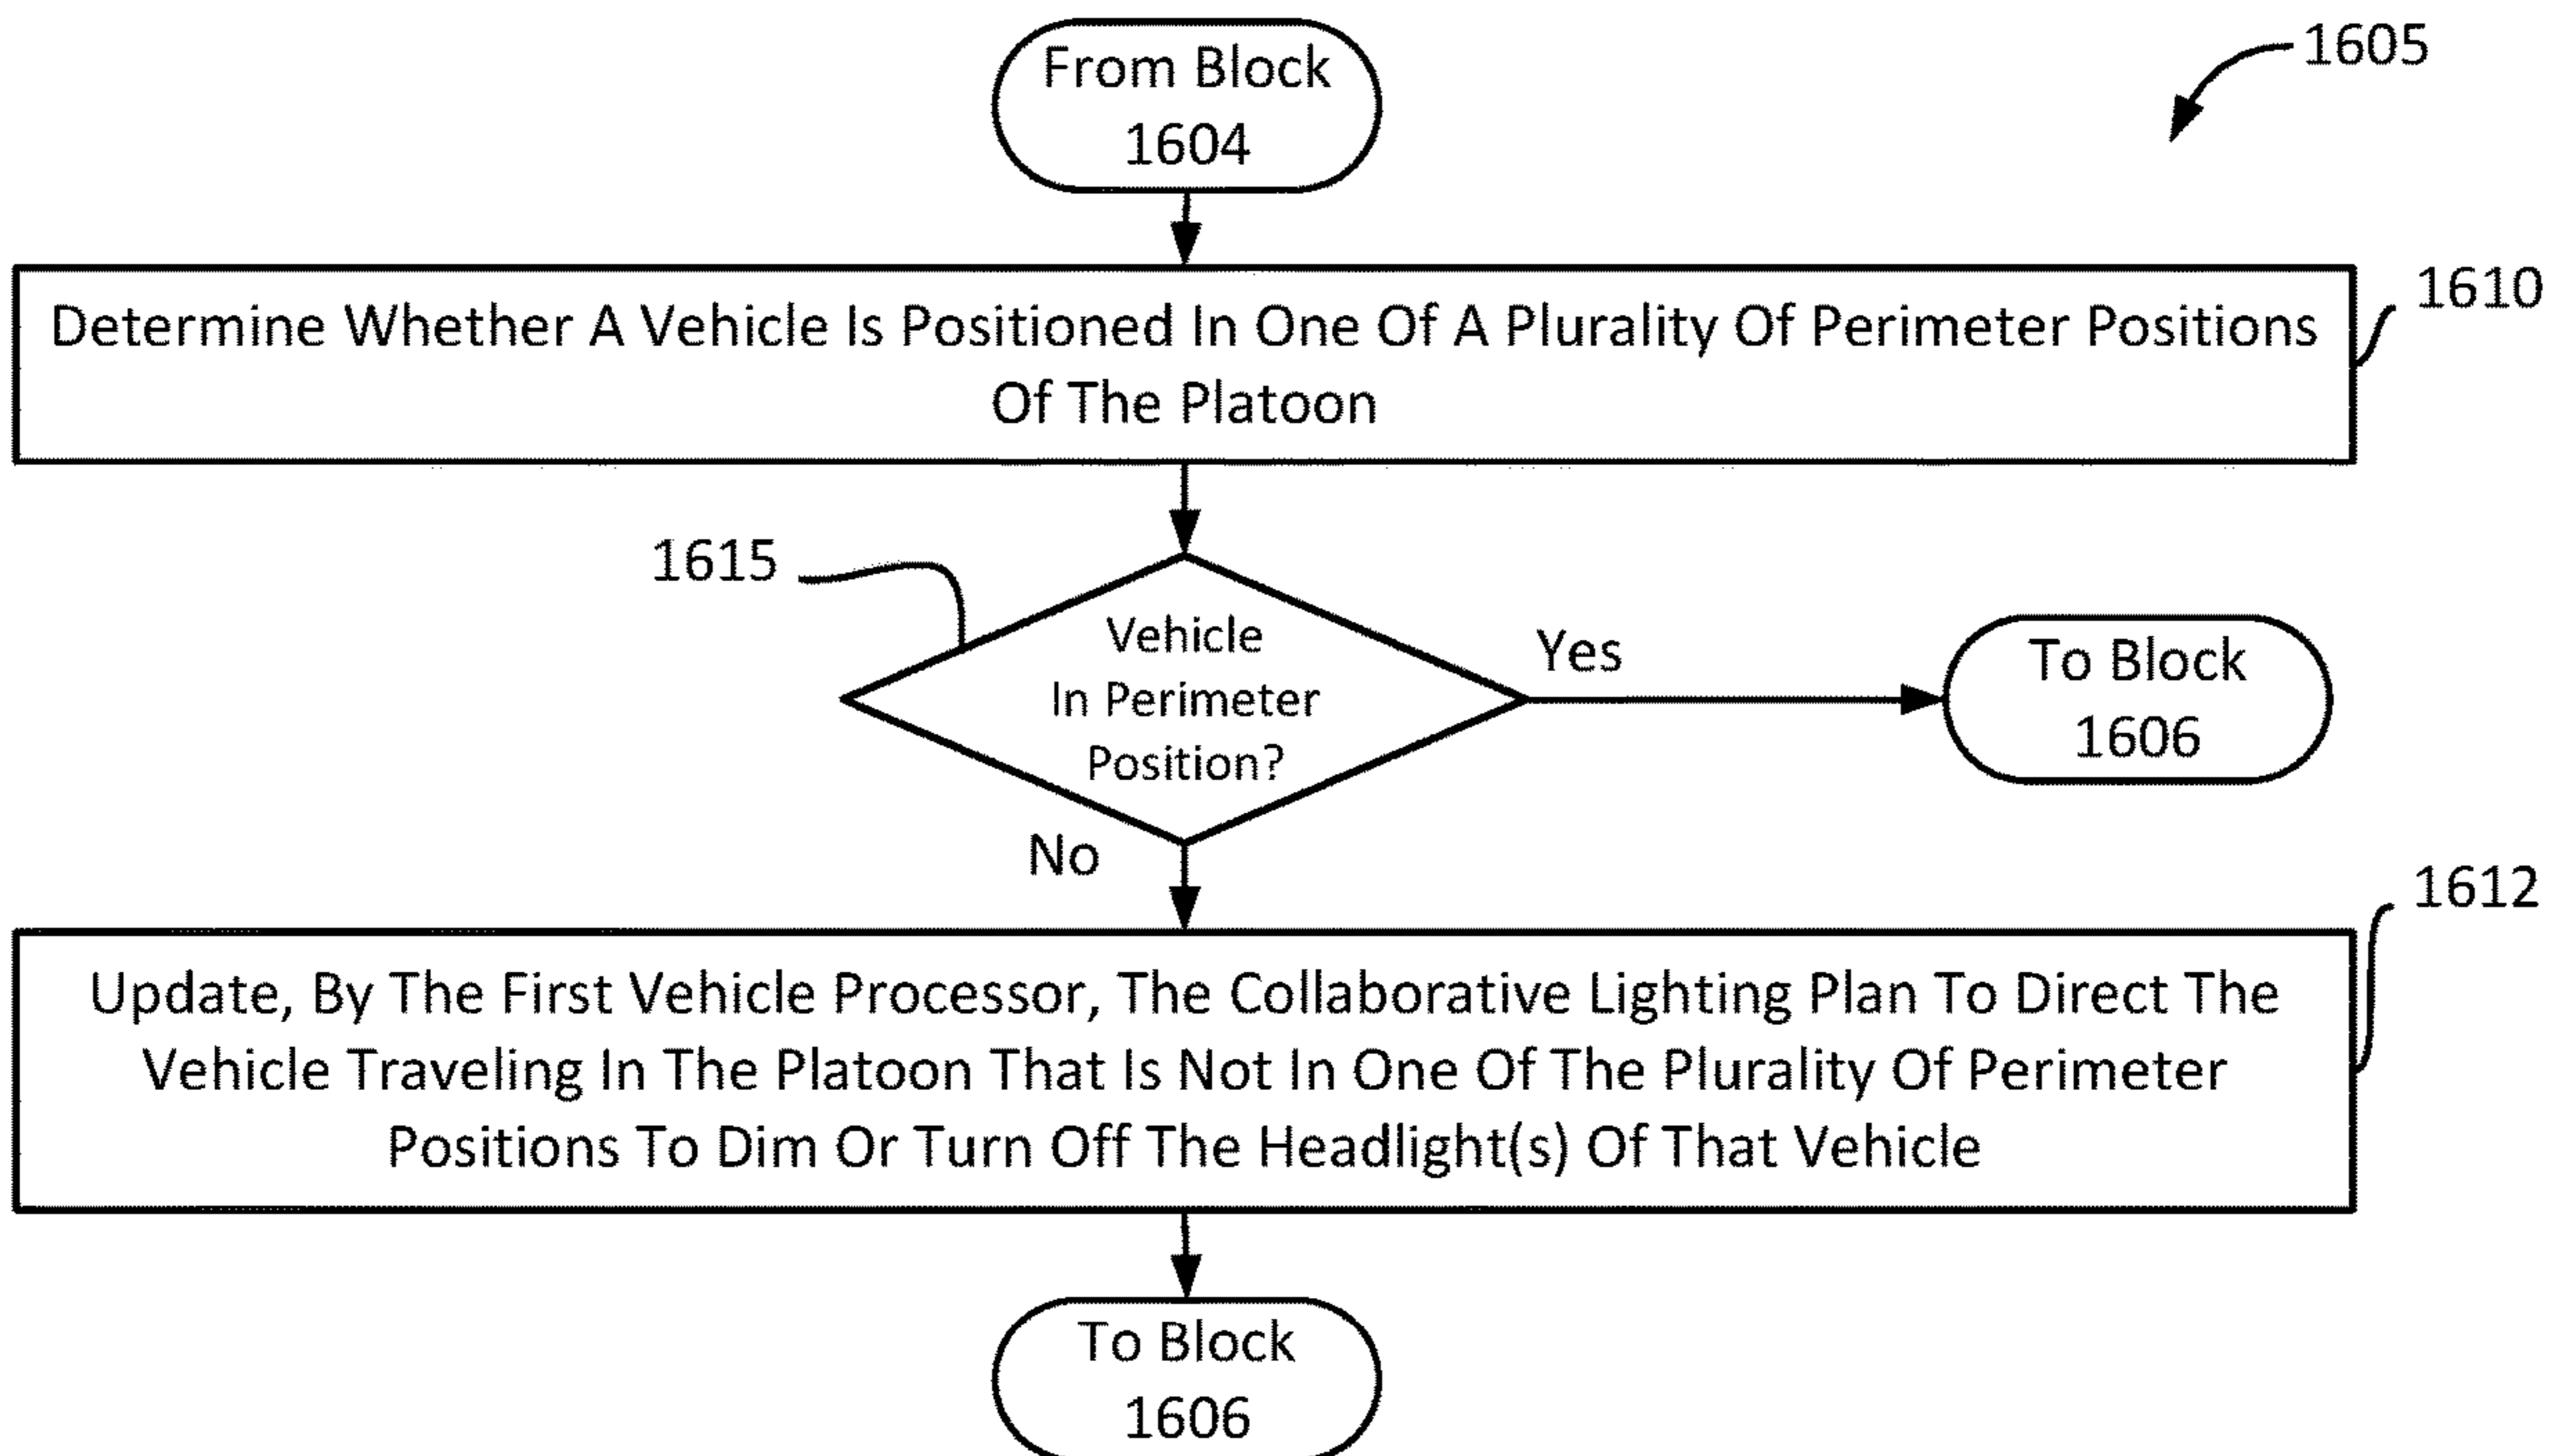 From Block
1604
1605
Determine Whether A Vehicle Is Positioned In One Of A Plurality Of Perimeter Positions
Of The Platoon
1610
1615
Vehicle
In Perimeter
Position?
Yes
To Block
1606
No
1612
Update, By The First Vehicle Processor, The Collaborative Lighting Plan To Direct The
Vehicle Traveling In The Platoon That Is Not In One Of The Plurality Of Perimeter
Positions To Dim Or Turn Off The Headlight(s) Of That Vehicle
To Block
1606